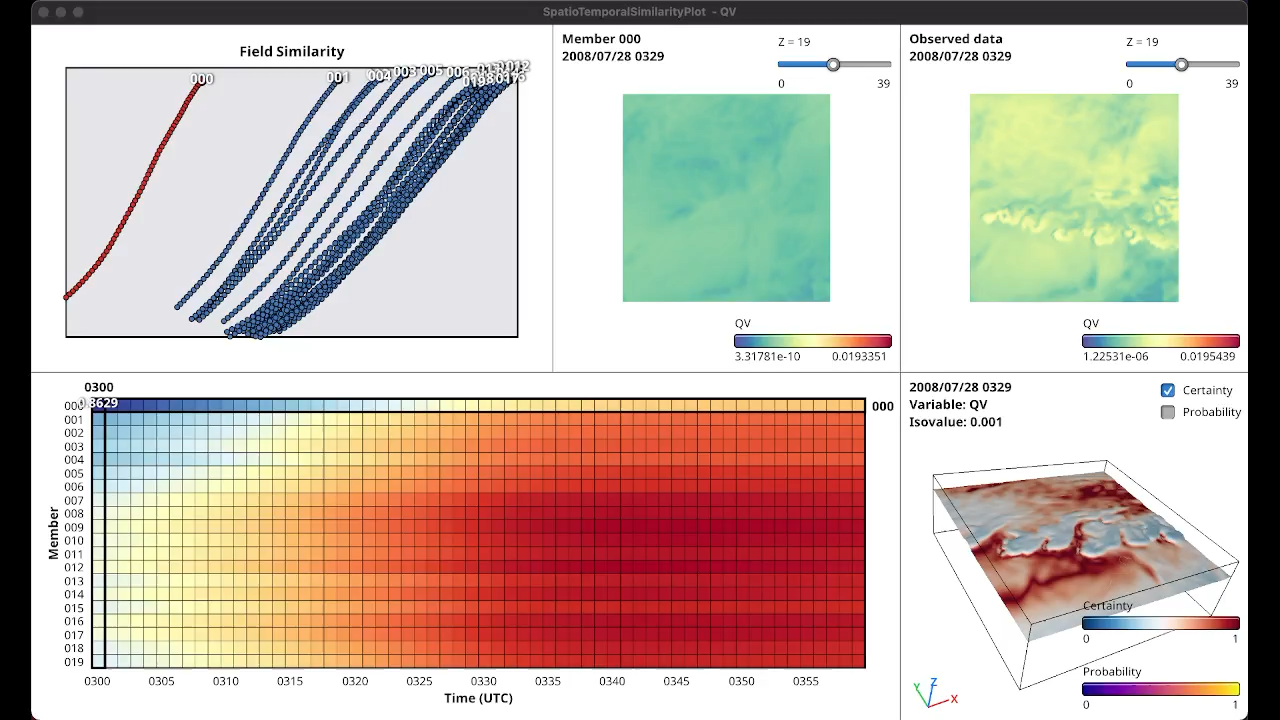 SpatioTemporalSimilarityPlot - QV
Field Similarity
000
001
004
003
005
Member 000
2008/07/28 0329
Z = 19
0
39
QV
3.31781e-10
0.0193351
Observed data
2008/07/28 0329
Z = 19
0
39
QV
1.22531e-06
0.0195439
0300
000
000
001
002
003
004
005
006
007
008
009
010
011
012
013
014
015
016
017
018
019
Member
0300
0305
0310
0315
0320
0325
0330
0335
0340
0345
0350
0355
Time (UTC)
2008/07/28 0329
Variable: QV
Isovalue: 0.001
Certainty
Probability
Certainty
0
1
Probability
0
1
Y
Z
X